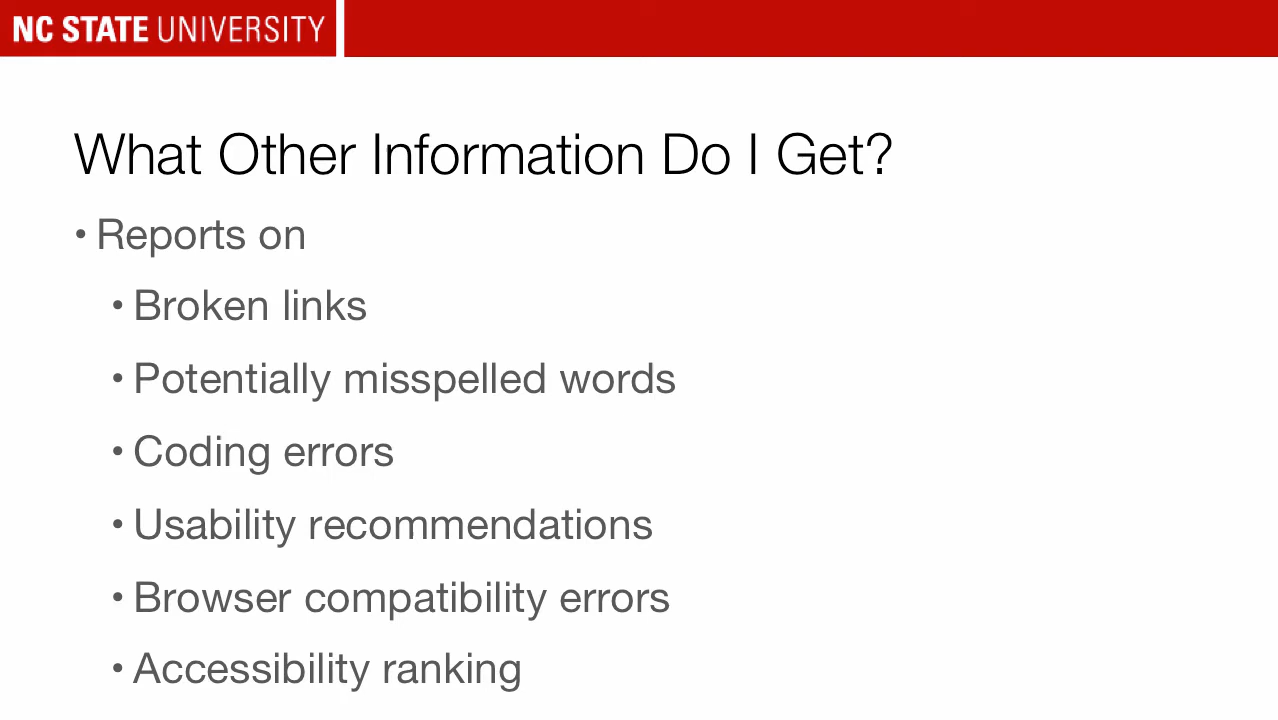 NC STATE UNIVERSITY
What Other Information Do I Get?
• Reports on
• Broken links
• Potentially misspelled words
• Coding errors
• Usability recommendations
• Browser compatibility errors
• Accessibility ranking